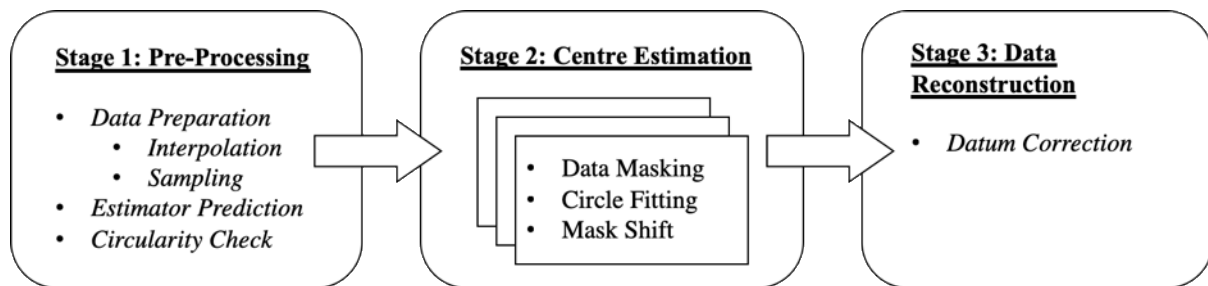 Stage 1: Pre-Processing
• Data Preparation
• Interpolation
• Sampling
• Estimator Prediction
• Circularity Check
Stage 2: Centre Estimation
• Data Masking
• Circle Fitting
• Mask Shift
Stage 3: Data
Reconstruction
• Datum Correction